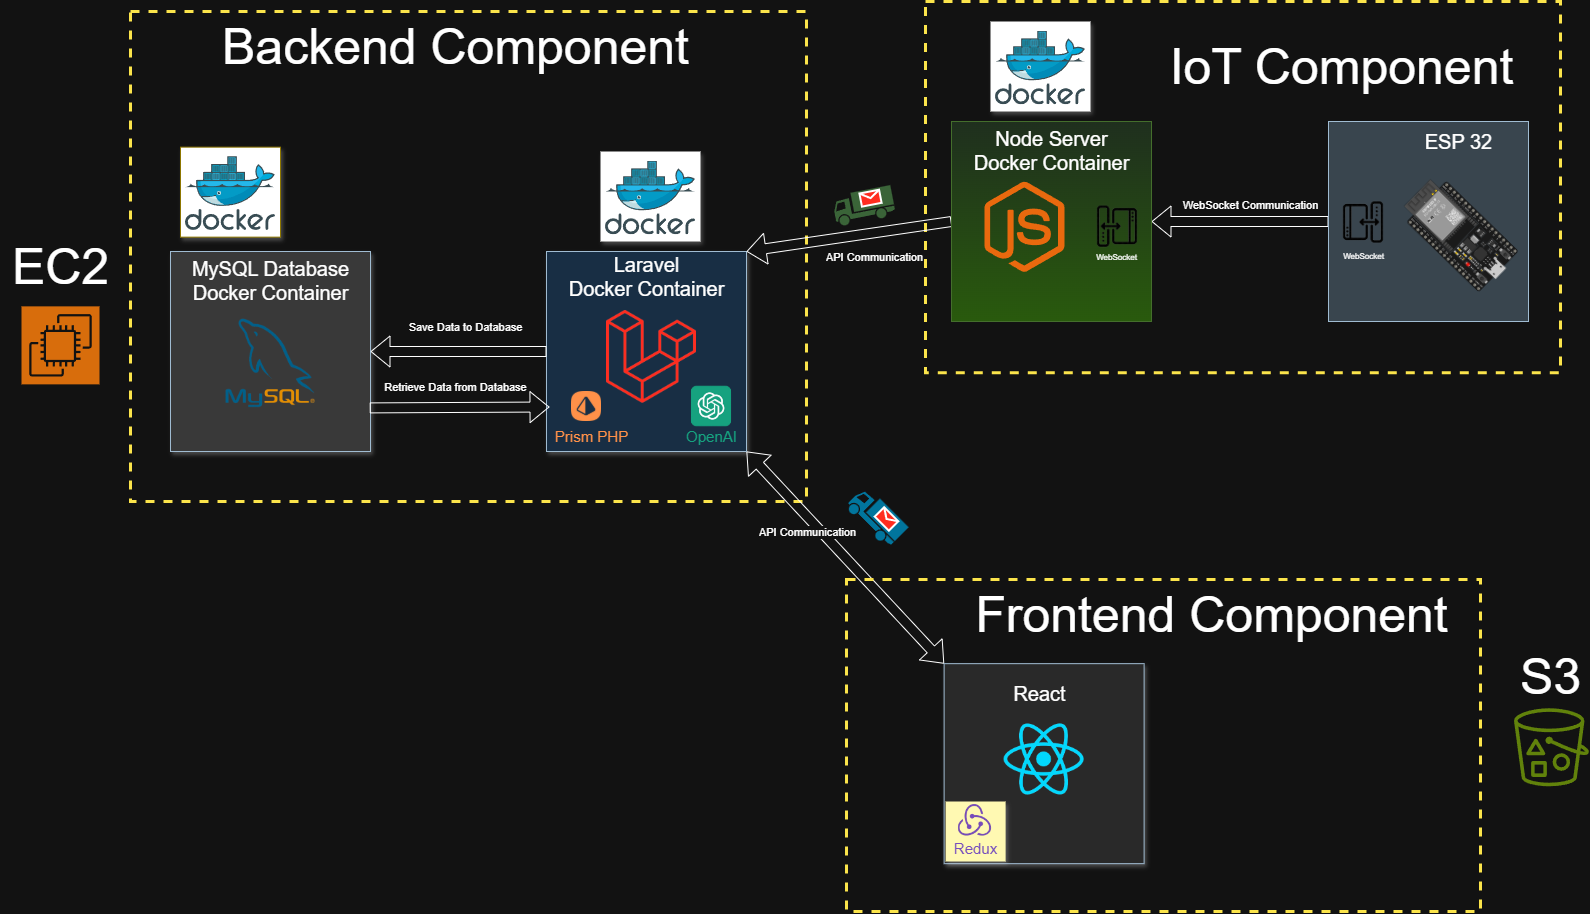 Backend Component
docker
docker
EC2
MySQL Database
Docker Container
MySQL
Save Data to Database
Retrieve Data from Database
Laravel
Docker Container
Prism PHP
OpenAI
API Communication
IoT Component
docker
Node Server
Docker Container
JS
WebSocket
WebSocket Communication
ESP 32
WebSocket
API Communication
Frontend Component
React
Redux
S3